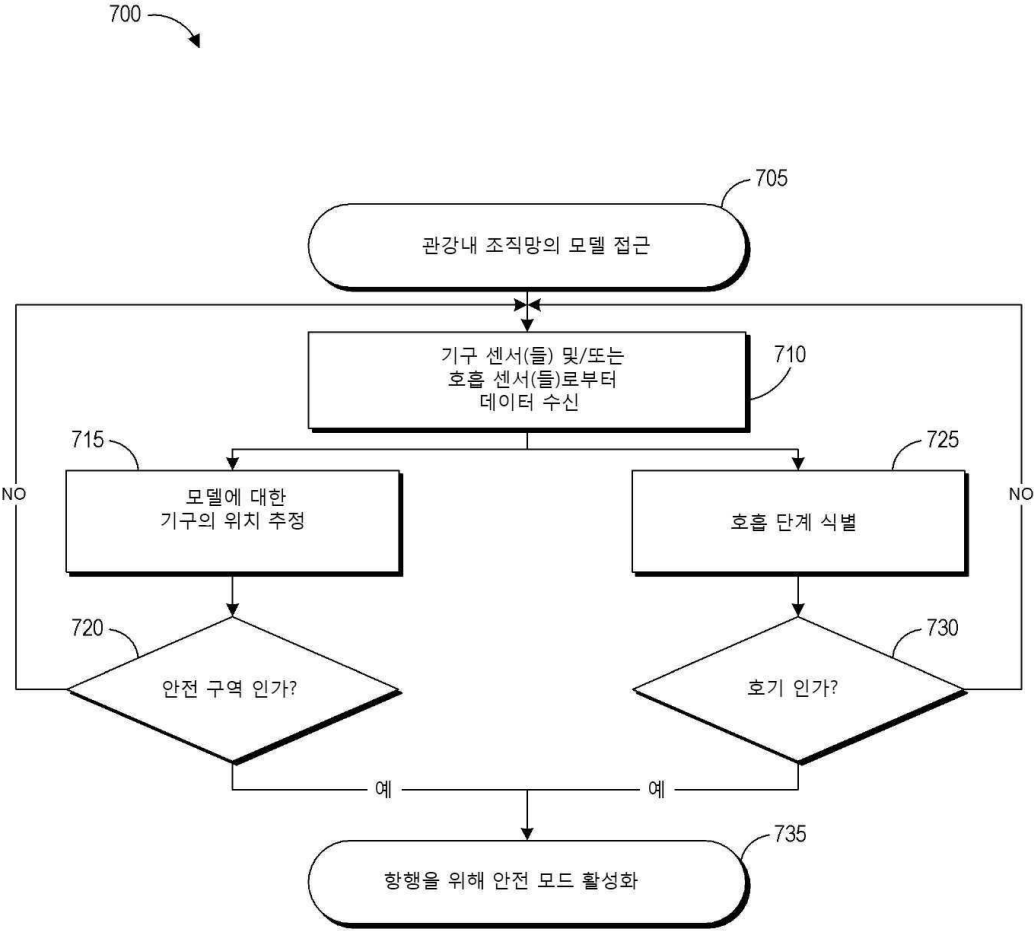 700
705
관강내 조직망의 모델 접근
기구 센서(들) 및/또는
호흡 센서(들)로부터
데이터 수신
710
715
모델에 대한
기구의 위치 추정
725
호흡 단계 식별
NO
NO
720
안전 구역 인가?
730
호기 인가?
예
예
735
항행을 위해 안전 모드 활성화